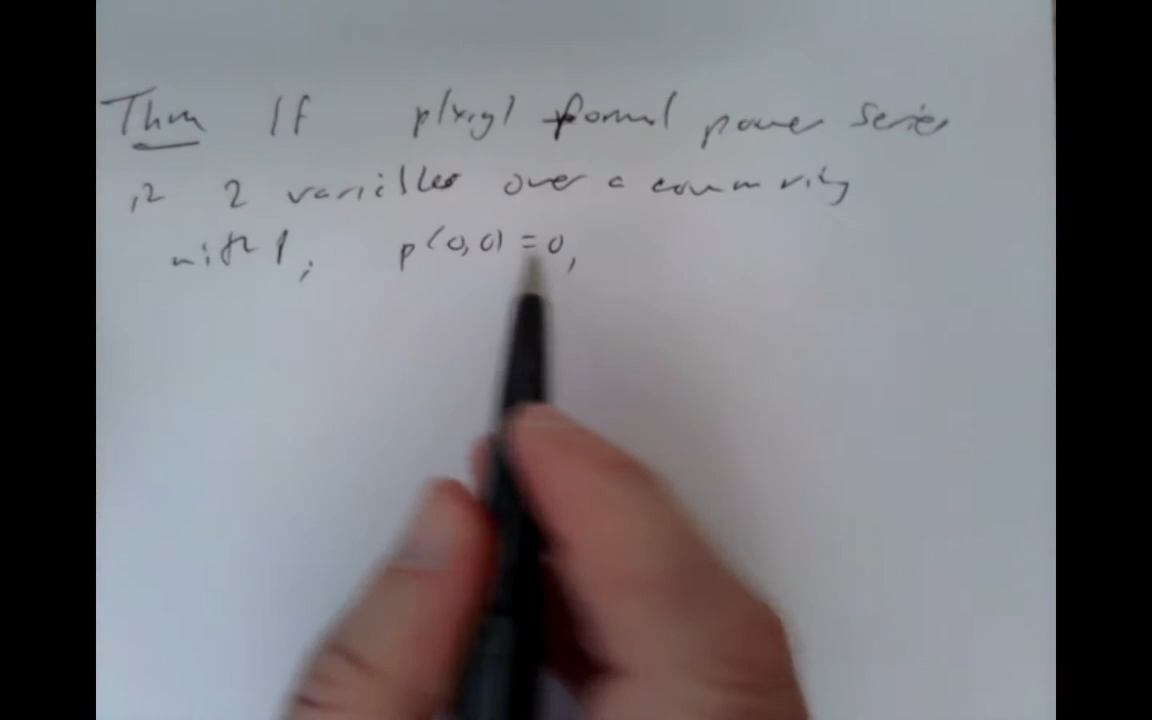 Thm If p(x,y) formal power series
in 2 variables over a comm ring
with 1, p(0,0) = 0,